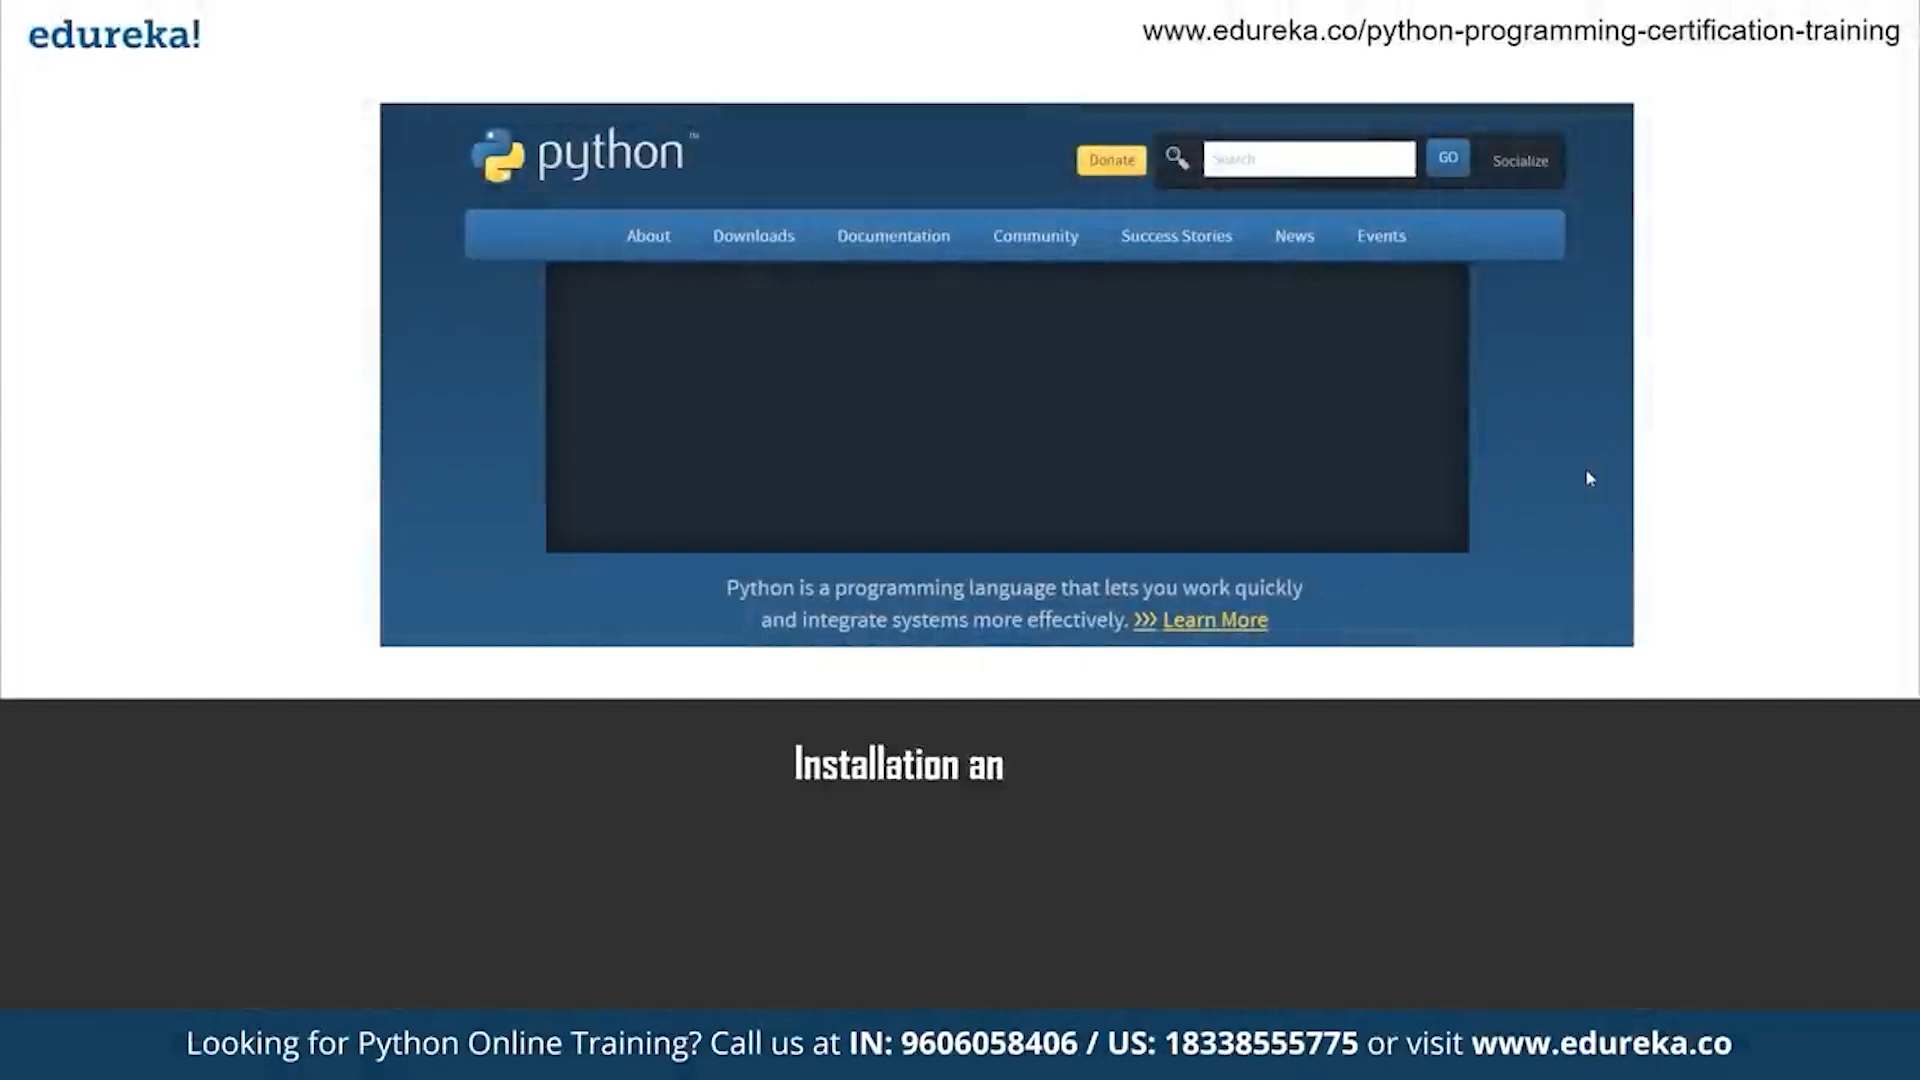 edureka!
www.edureka.co/python-programming-certification-training
python™
Donate
Search
GO
Socialize
About Downloads Documentation Community Success Stories News Events
Python is a programming language that lets you work quickly
and integrate systems more effectively. >>> Learn More
Installation an
Looking for Python Online Training? Call us at IN: 9606058406 / US: 18338555775 or visit www.edureka.co